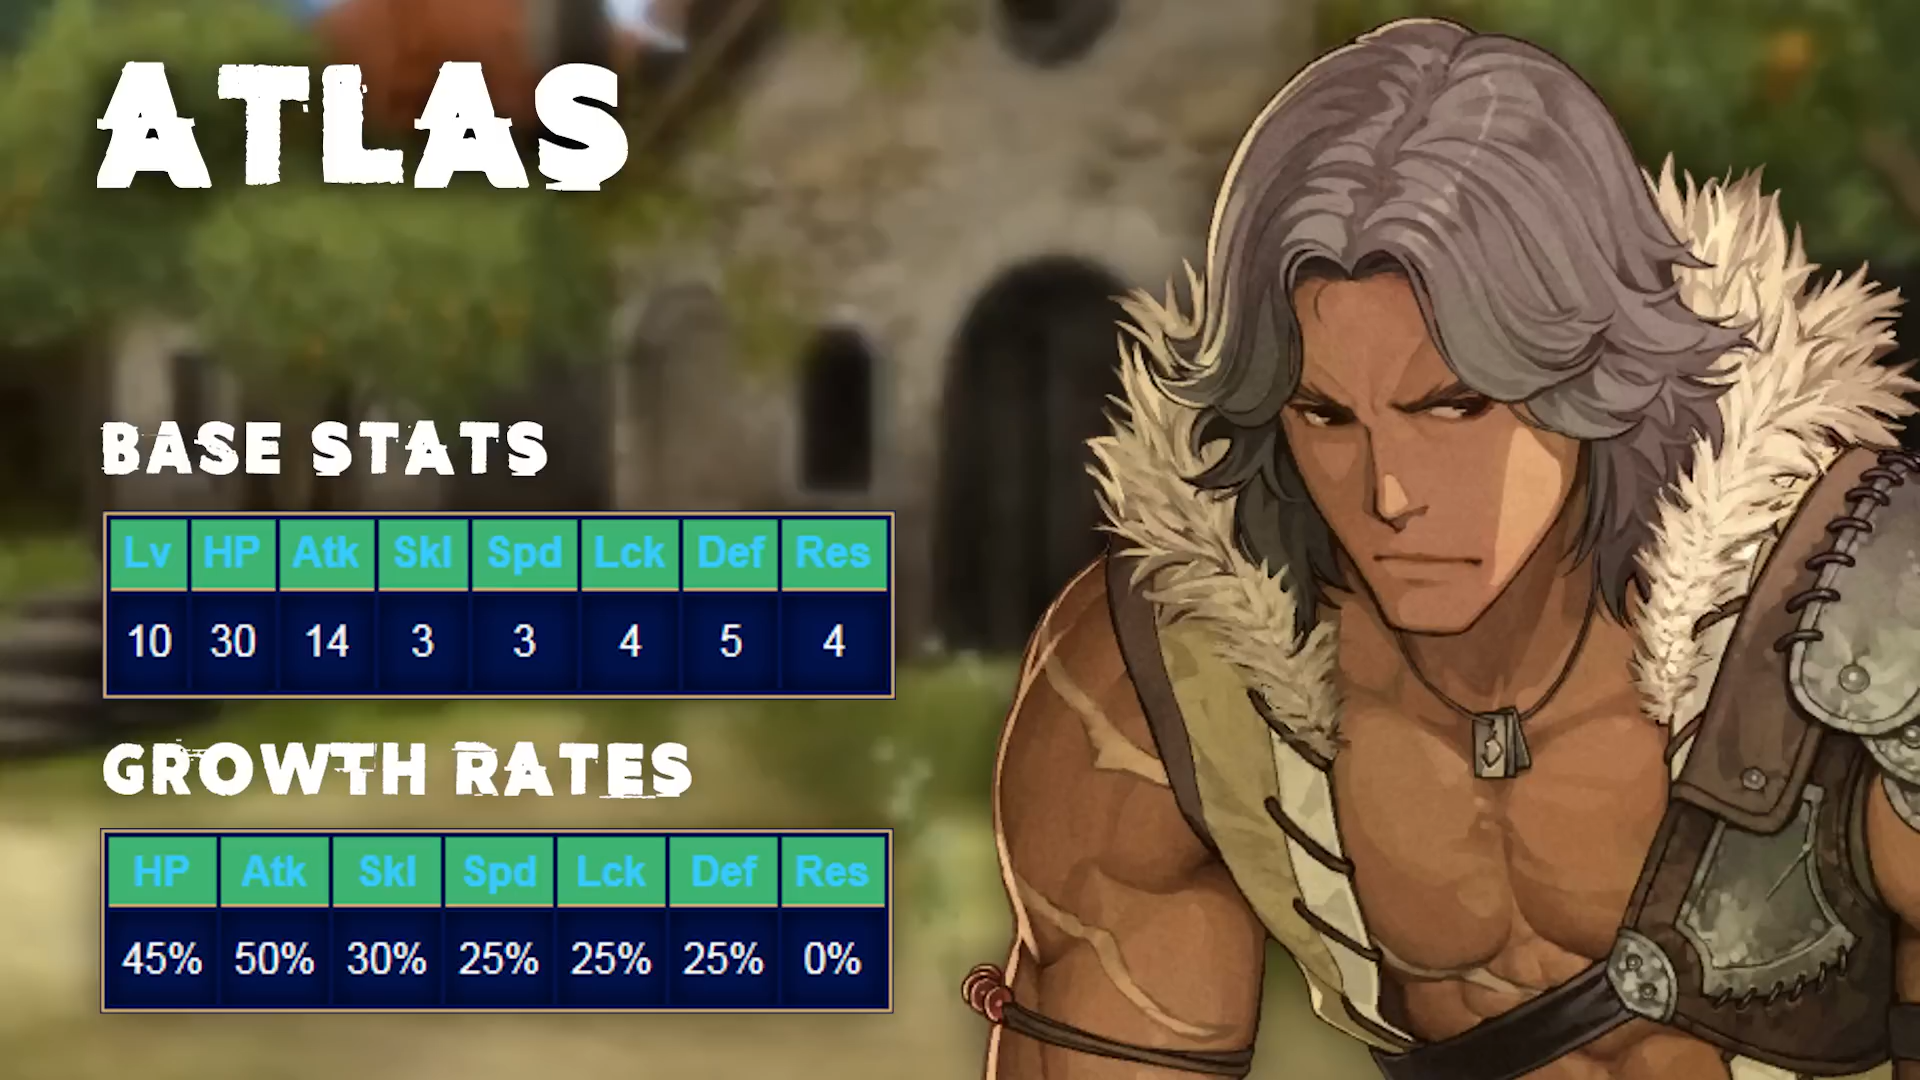 ATLAS
BASE STATS
Lv HP Atk Skl Spd Lck Def Res
10 30 14 3 3 4 5 4
GROWTH RATES
HP Atk Skl Spd Lck Def Res
45% 50% 30% 25% 25% 25% 0%